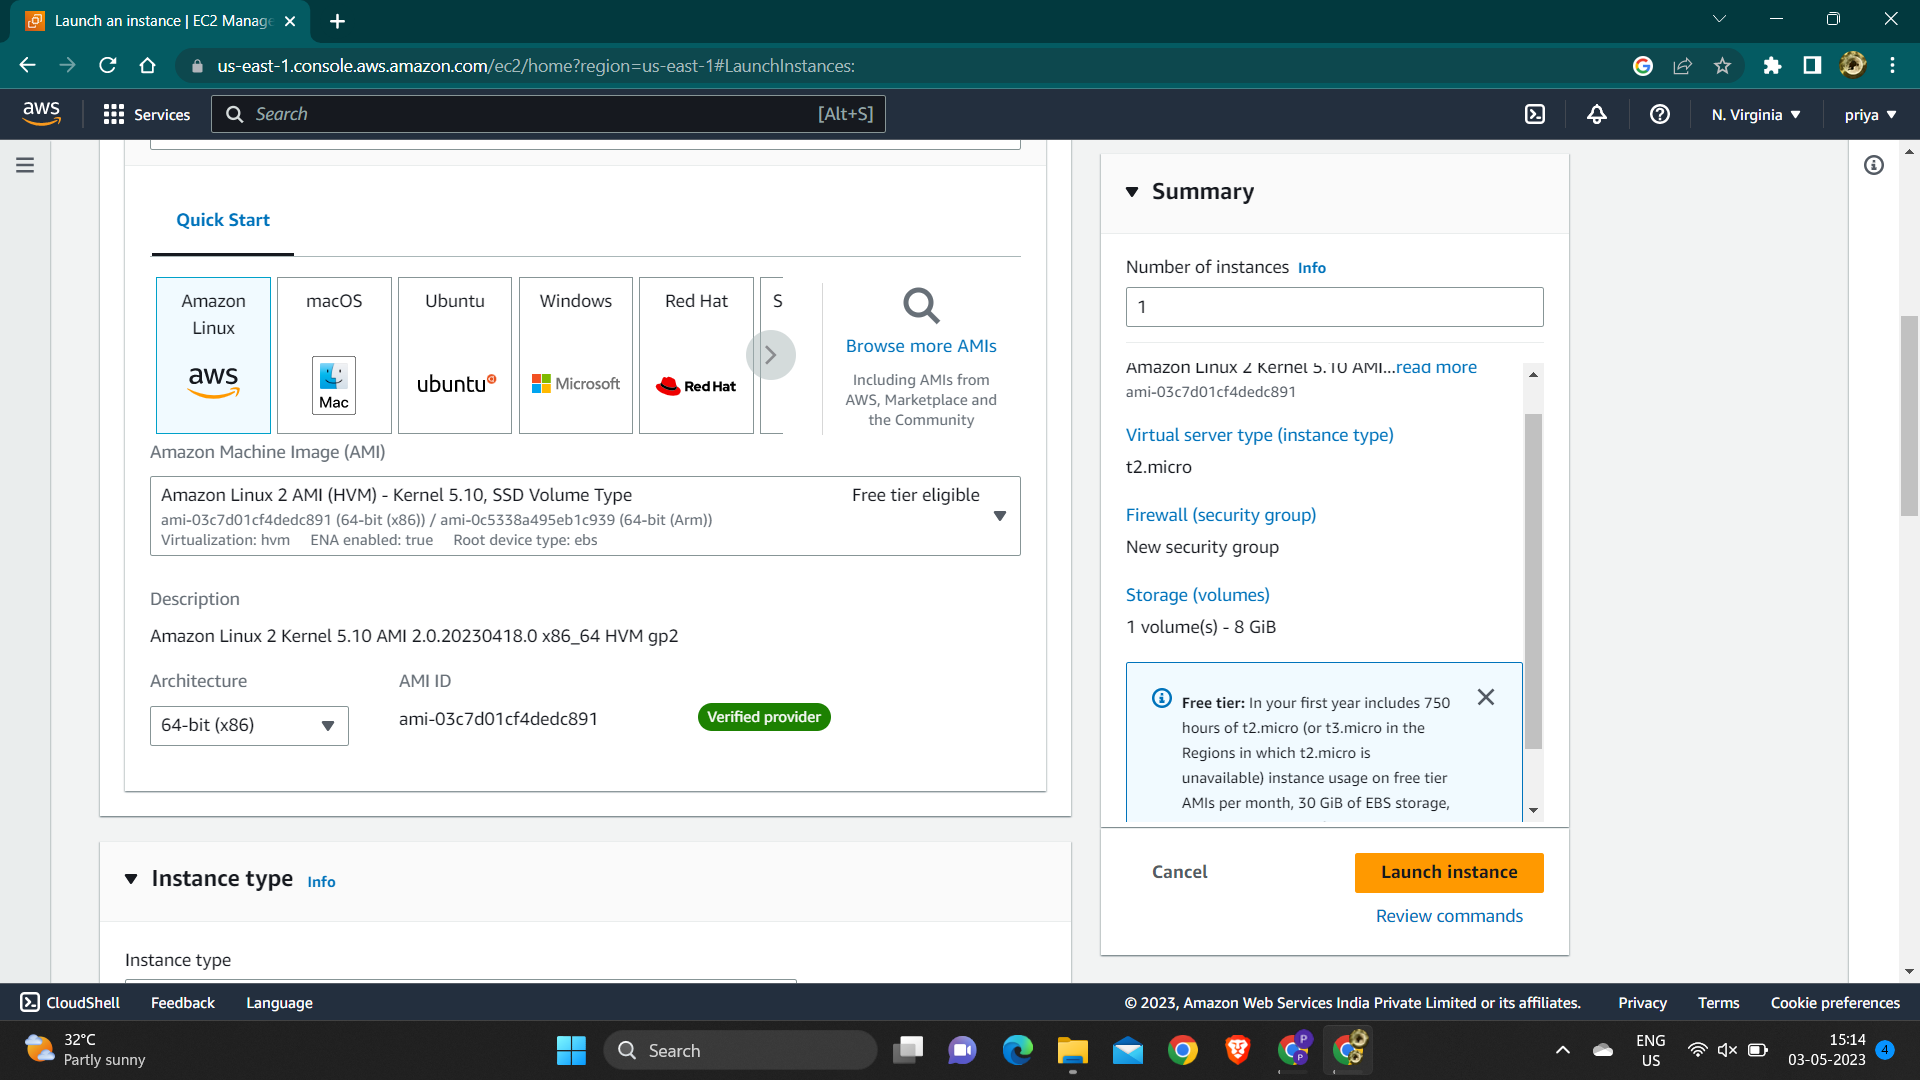 Launch an instance | EC2 Manage
us-east-1.console.aws.amazon.com/ec2/home?region=us-east-1#LaunchInstances:
aws
Services
Search
[Alt+S]
N. Virginia
priya
Quick Start
Amazon
Linux
aws
macOS
Mac
Ubuntu
ubuntu
Windows
Microsoft
Red Hat
Red Hat
S
Browse more AMIs
Including AMIs from
AWS, Marketplace and
the Community
Amazon Machine Image (AMI)
Amazon Linux 2 AMI (HVM) - Kernel 5.10, SSD Volume Type
Free tier eligible
ami-03c7d01cf4dedc891 (64-bit (x86)) / ami-0c5338a495eb1c939 (64-bit (Arm))
Virtualization: hvm ENA enabled: true Root device type: ebs
Description
Amazon Linux 2 Kernel 5.10 AMI 2.0.20230418.0 x86_64 HVM gp2
Architecture
64-bit (x86)
AMI ID
ami-03c7d01cf4dedc891
Verified provider
Instance type Info
Instance type
Summary
Number of instances Info
1
Amazon Linux 2 Kernel 5.10 AMI...read more
ami-03c7d01cf4dedc891
Virtual server type (instance type)
t2.micro
Firewall (security group)
New security group
Storage (volumes)
1 volume(s) - 8 GiB
Free tier: In your first year includes 750
hours of t2.micro (or t3.micro in the
Regions in which t2.micro is
unavailable) instance usage on free tier
AMIs per month, 30 GiB of EBS storage,
Cancel
Launch instance
Review commands
CloudShell
Feedback
Language
© 2023, Amazon Web Services India Private Limited or its affiliates.
Privacy
Terms
Cookie preferences
32°C
Partly sunny
Search
P
P
ENG
US
15:14
03-05-2023
4